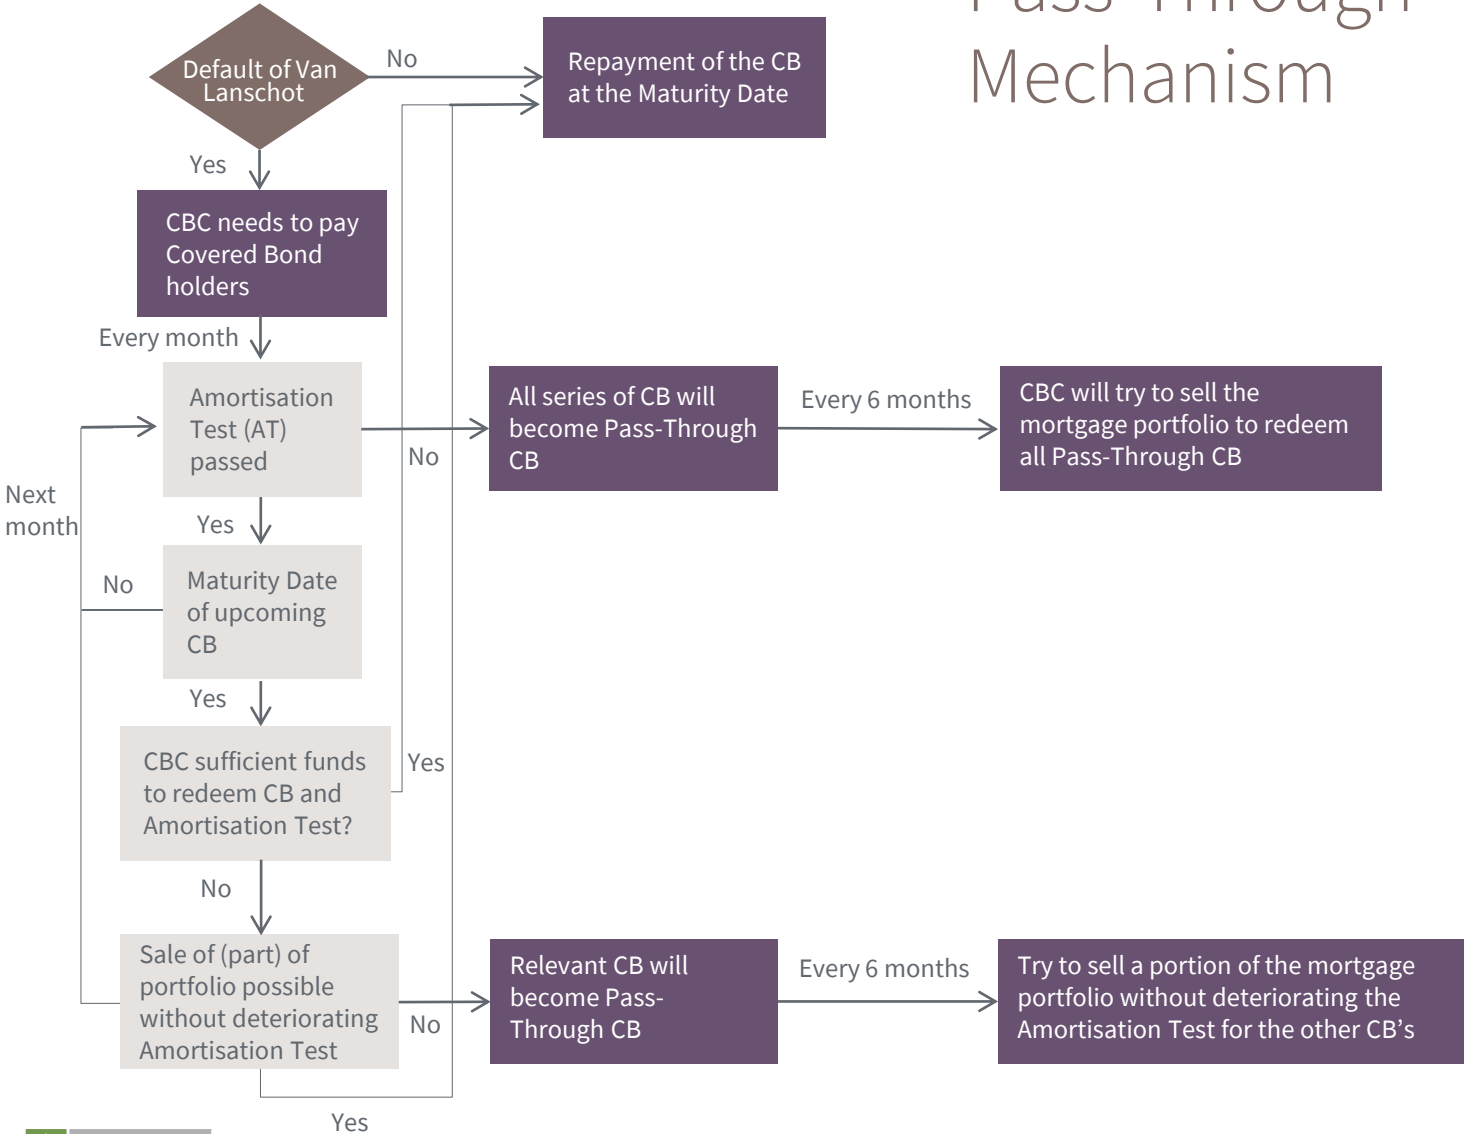 Pass-Through
Mechanism
Default of Van
Lanschot
No
Repayment of the CB
at the Maturity Date
Yes
CBC needs to pay
Covered Bond
holders
Every month
Amortisation
Test (AT)
passed
No
All series of CB will
become Pass-Through
CB
Every 6 months
CBC will try to sell the
mortgage portfolio to redeem
all Pass-Through CB
Next
month
Yes
No
Maturity Date
of upcoming
CB
Yes
CBC sufficient funds
to redeem CB and
Amortisation Test?
Yes
No
Sale of (part) of
portfolio possible
without deteriorating
Amortisation Test
No
Relevant CB will
become Pass-
Through CB
Every 6 months
Try to sell a portion of the mortgage
portfolio without deteriorating the
Amortisation Test for the other CB’s
Yes